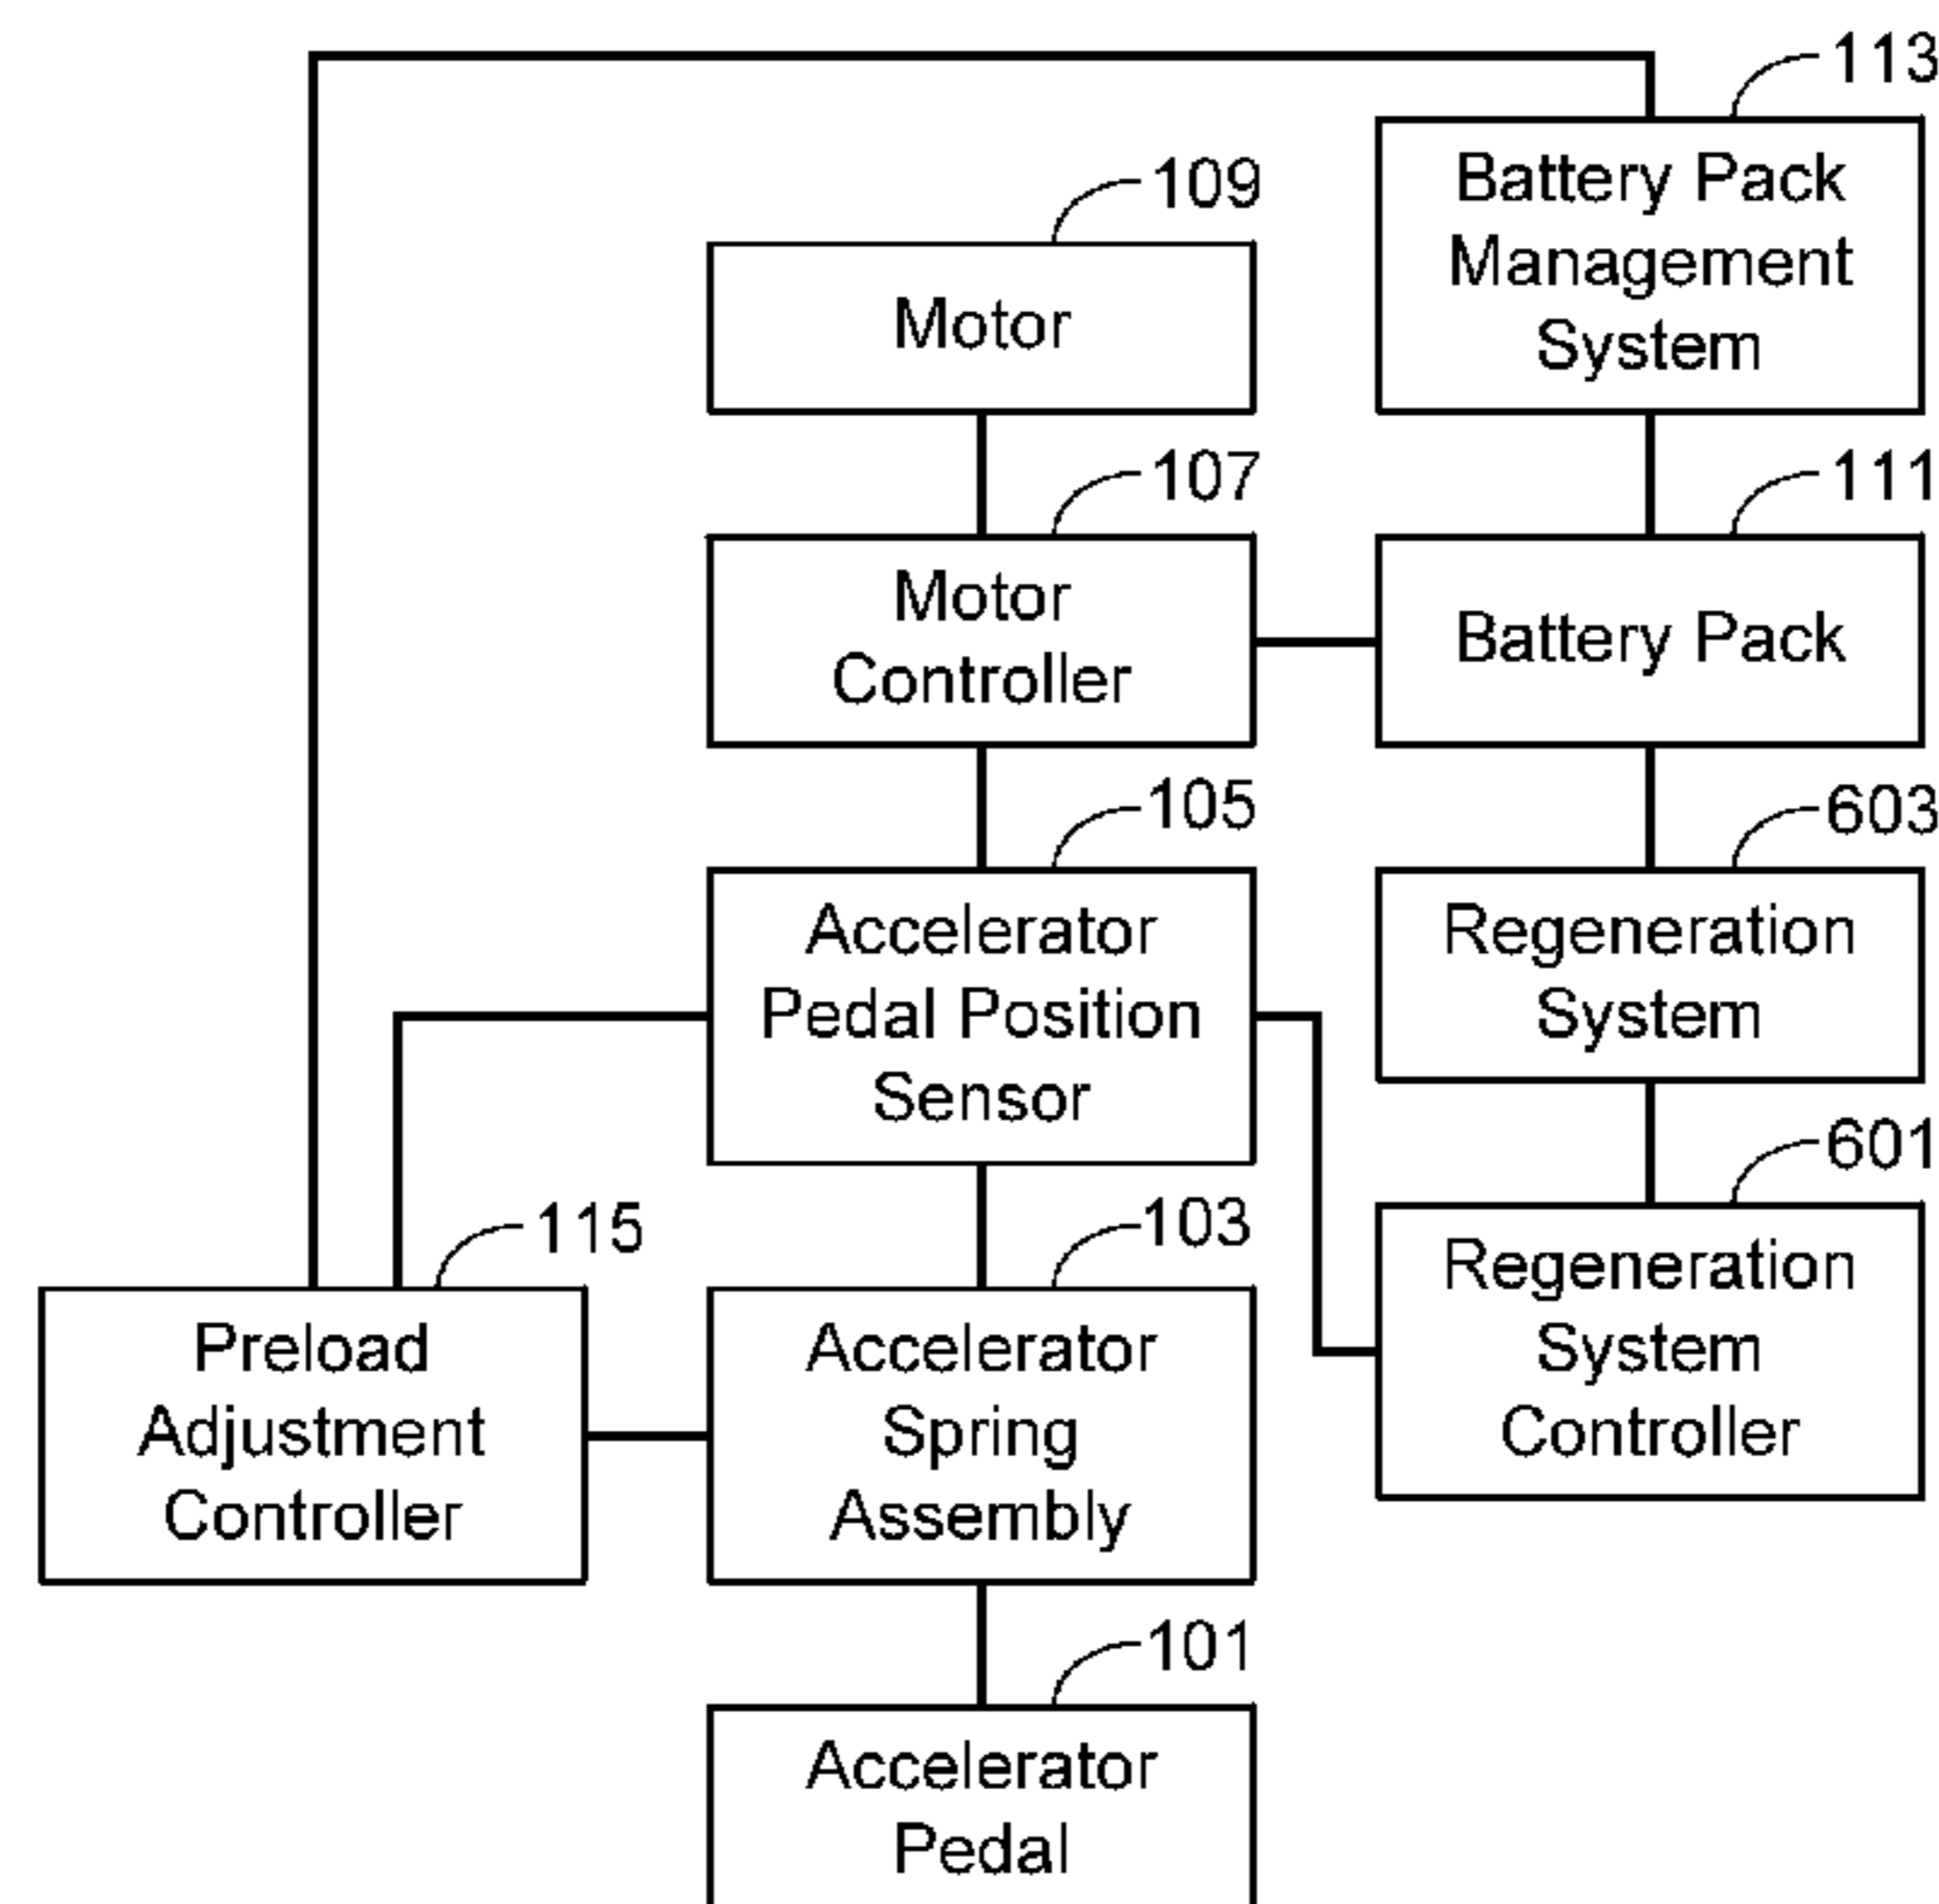 113
Battery Pack
Management
System
109
Motor
107
Motor
Controller
111
Battery Pack
105
Accelerator
Pedal Position
Sensor
603
Regeneration
System
601
Regeneration
System
Controller
115
Preload
Adjustment
Controller
103
Accelerator
Spring
Assembly
101
Accelerator
Pedal